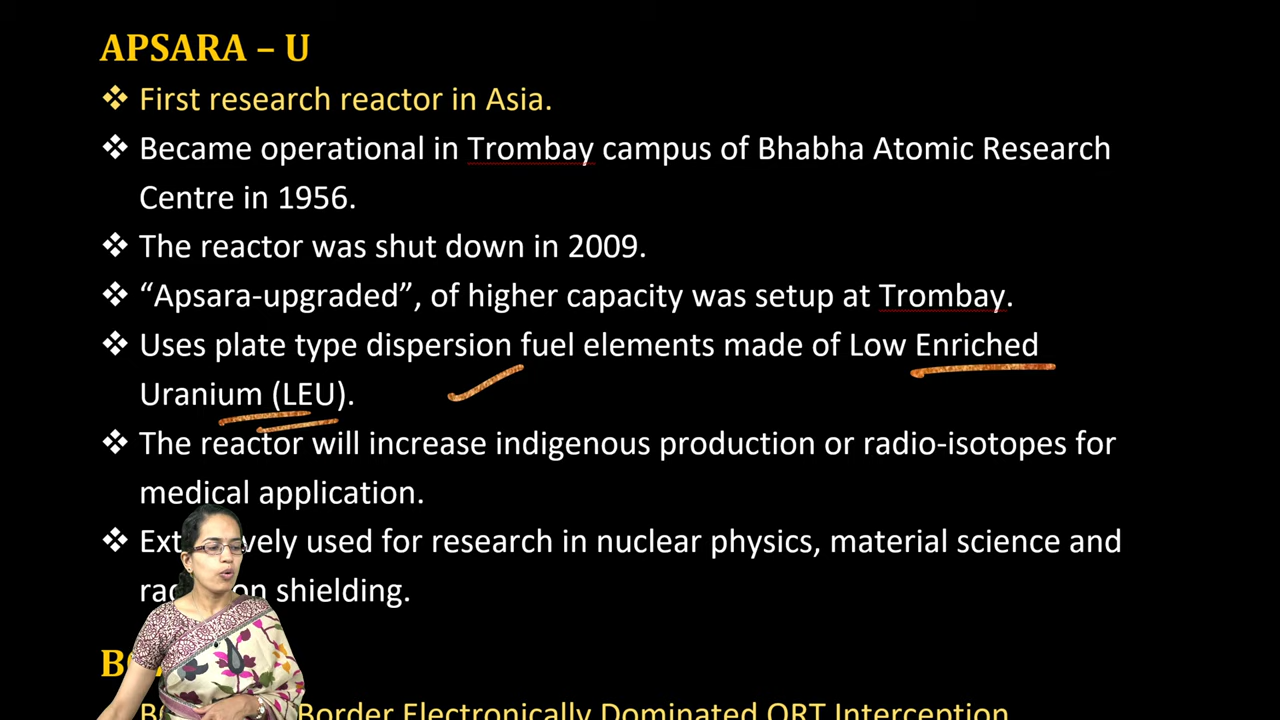 APSARA – U
❖ First research reactor in Asia.
❖ Became operational in Trombay campus of Bhabha Atomic Research
Centre in 1956.
❖ The reactor was shut down in 2009.
❖ “Apsara-upgraded”, of higher capacity was setup at Trombay.
❖ Uses plate type dispersion fuel elements made of Low Enriched
Uranium (LEU).
❖ The reactor will increase indigenous production or radio-isotopes for
medical application.
❖ used for research in nuclear physics, material science and
shielding.
Border Electronically Dominated QRT Interception